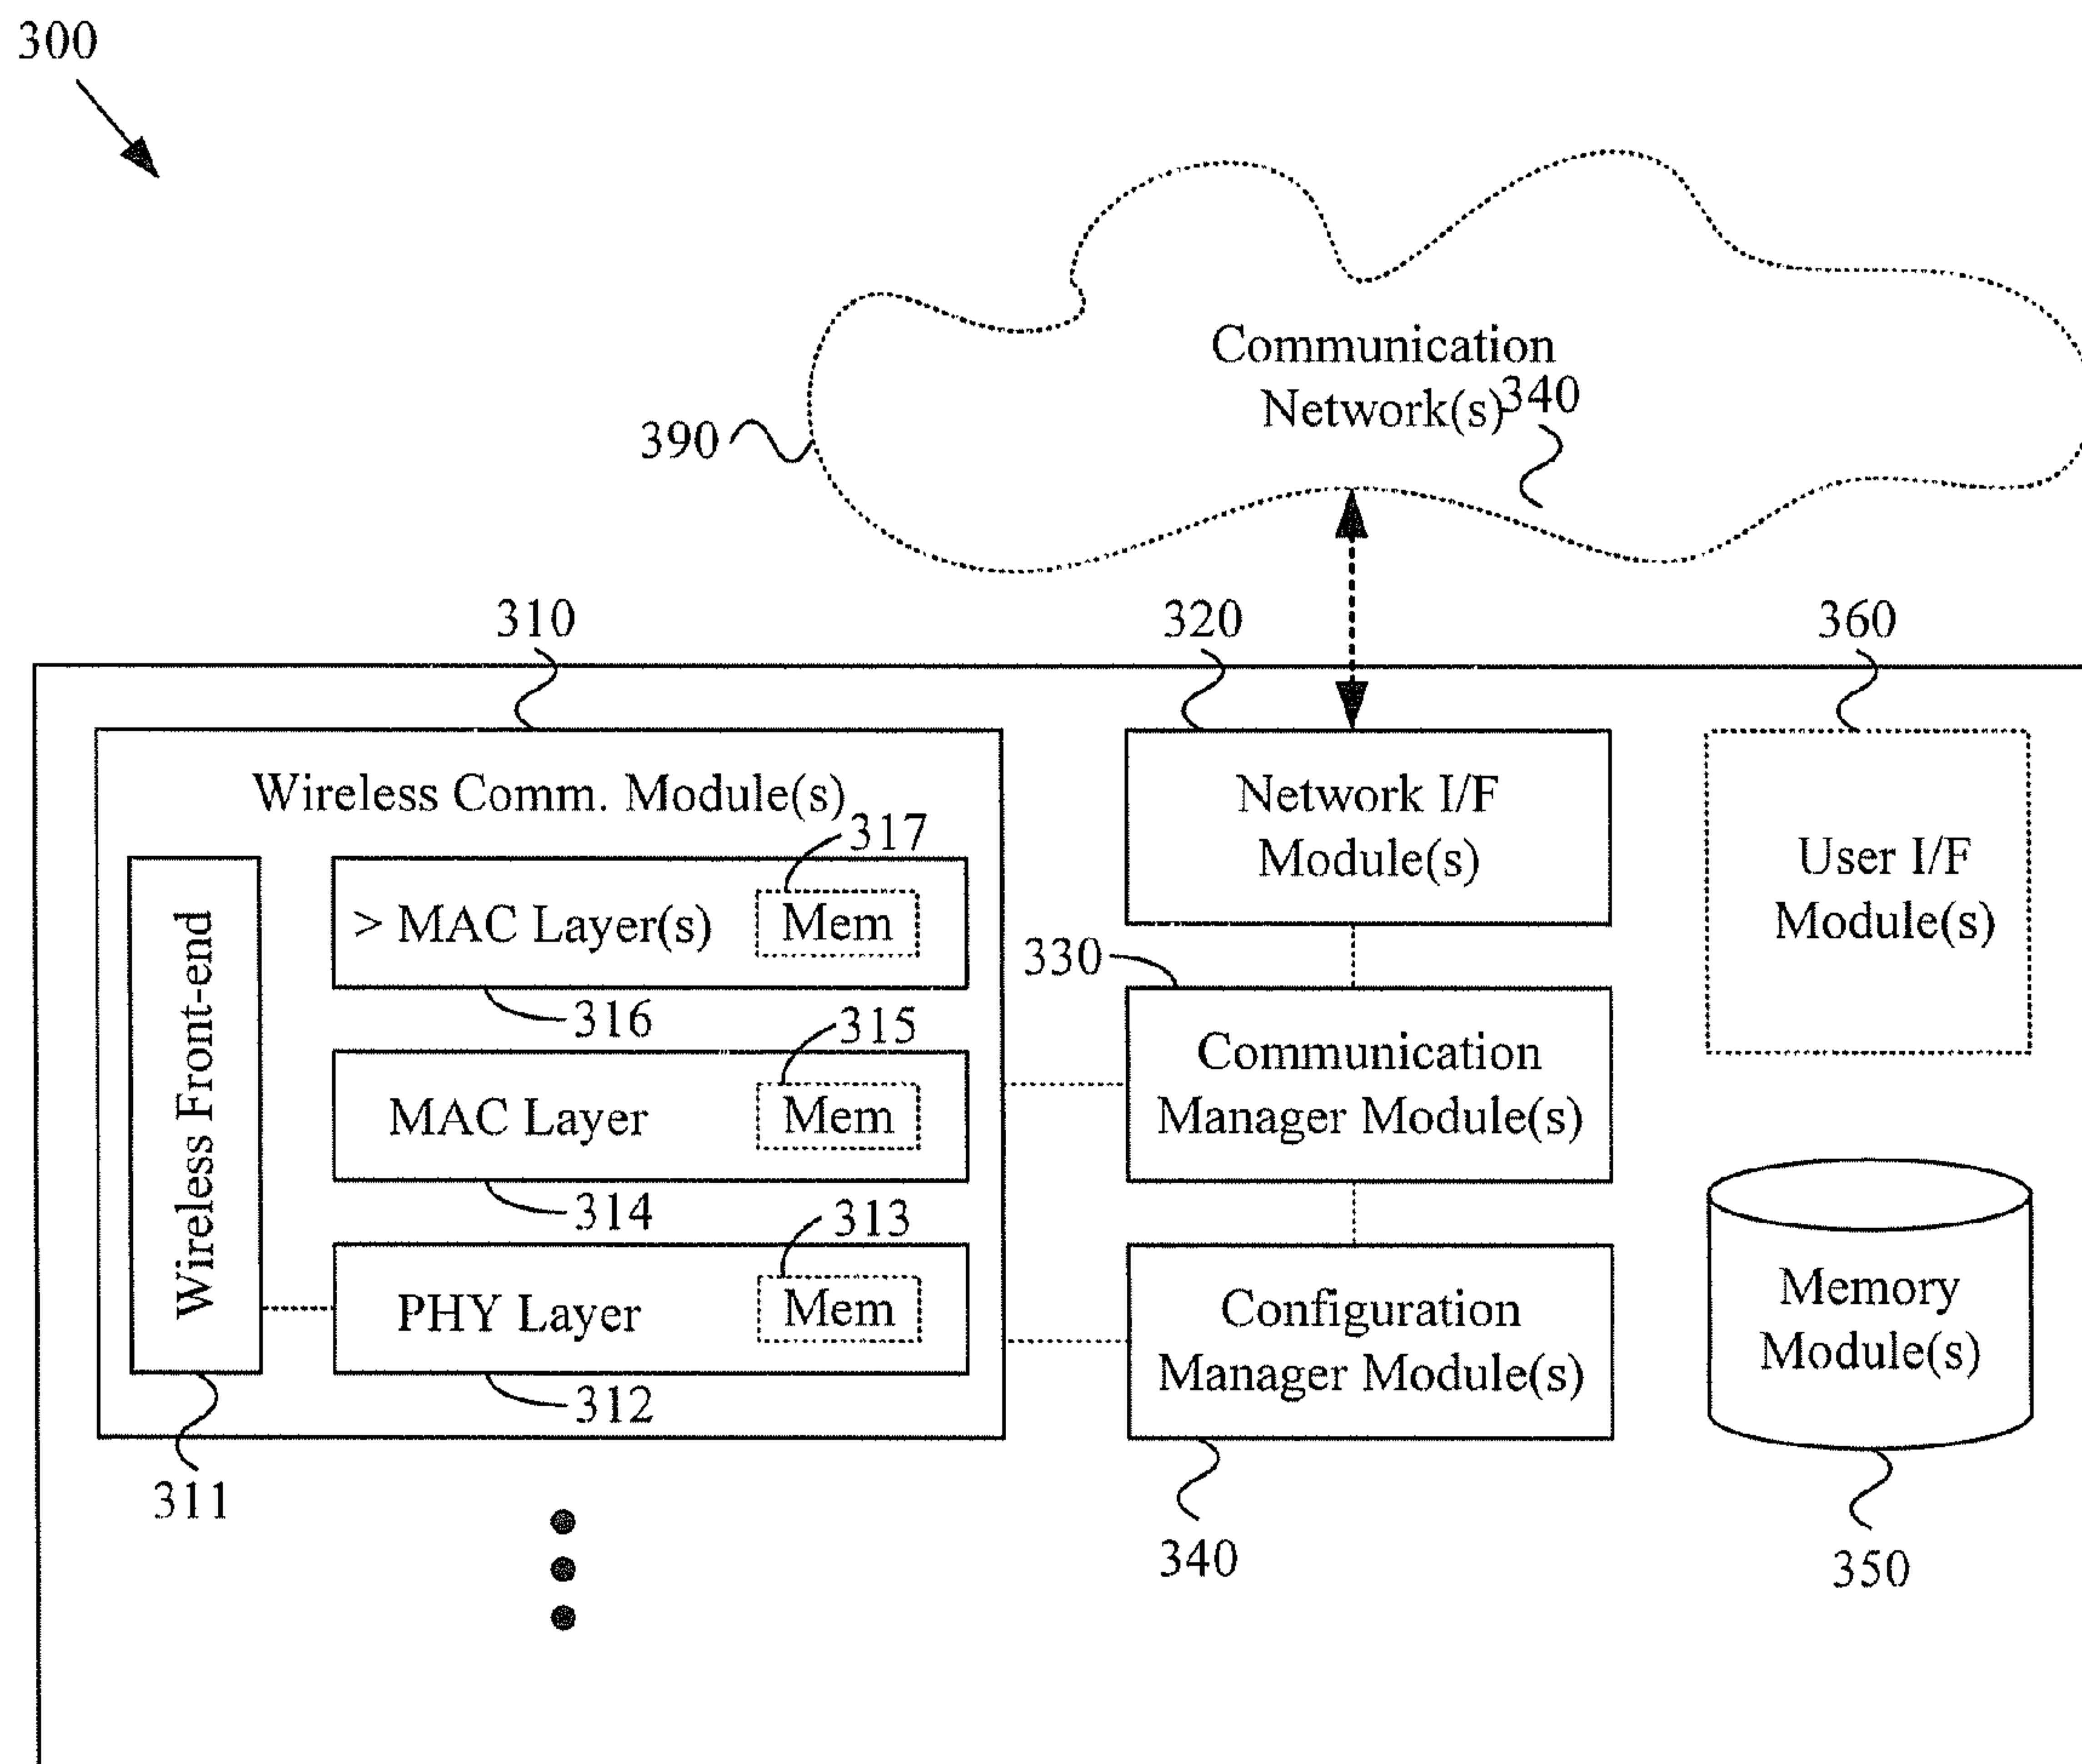 300
Communication
Network(s)
340
390
310
320
360
Wireless Comm. Module(s)
317
> MAC Layer(s)
Mem
316
315
MAC Layer
Mem
314
313
PHY Layer
Mem
312
Wireless Front-end
311
Network I/F
Module(s)
330
Communication
Manager Module(s)
Configuration
Manager Module(s)
340
User I/F
Module(s)
Memory
Module(s)
350